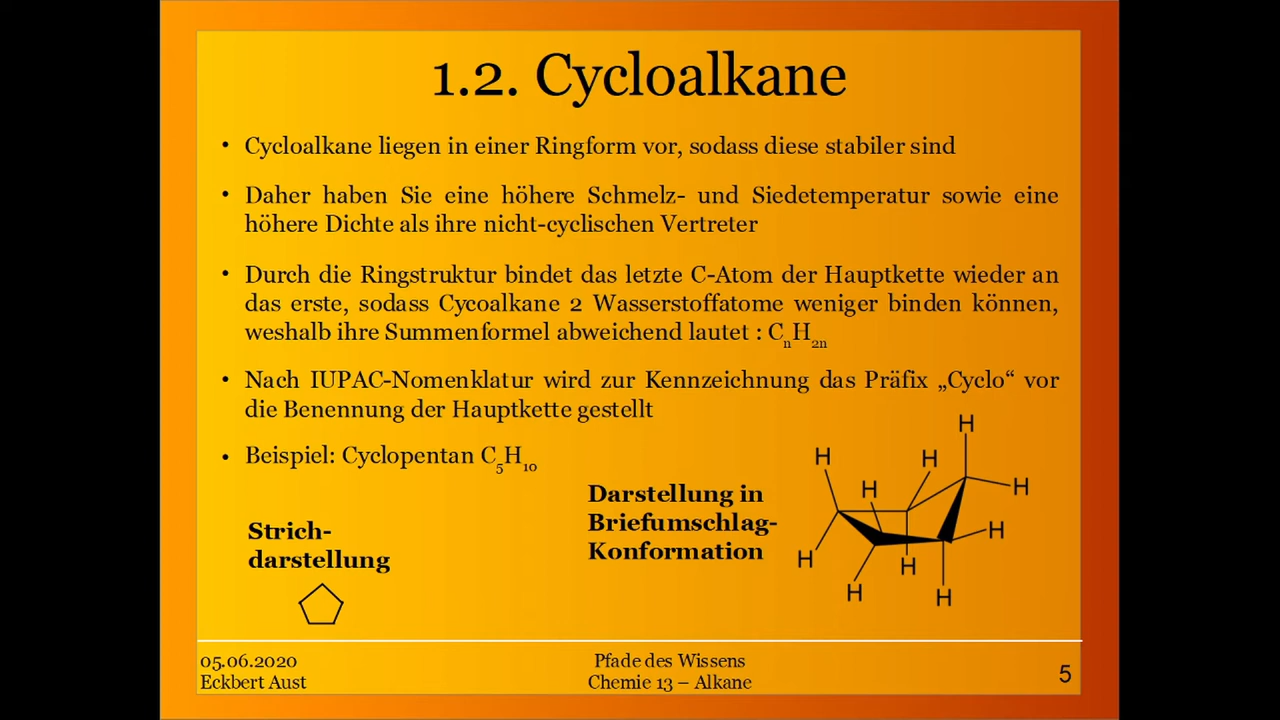 1.2. Cycloalkane
• Cycloalkane liegen in einer Ringform vor, sodass diese stabiler sind
• Daher haben Sie eine höhere Schmelz- und Siedetemperatur sowie eine
höhere Dichte als ihre nicht-cyclischen Vertreter
• Durch die Ringstruktur bindet das letzte C-Atom der Hauptkette wieder an
das erste, sodass Cycoalkane 2 Wasserstoffatome weniger binden können,
weshalb ihre Summenformel abweichend lautet : CnH2n
• Nach IUPAC-Nomenklatur wird zur Kennzeichnung das Präfix „Cyclo“ vor
die Benennung der Hauptkette gestellt
• Beispiel: Cyclopentan C5H10
Strich-
darstellung
Darstellung in
Briefumschlag-
Konformation
H
H H
H H
H
H H
H H
05.06.2020
Eckbert Aust
Pfade des Wissens
Chemie 13 – Alkane
5